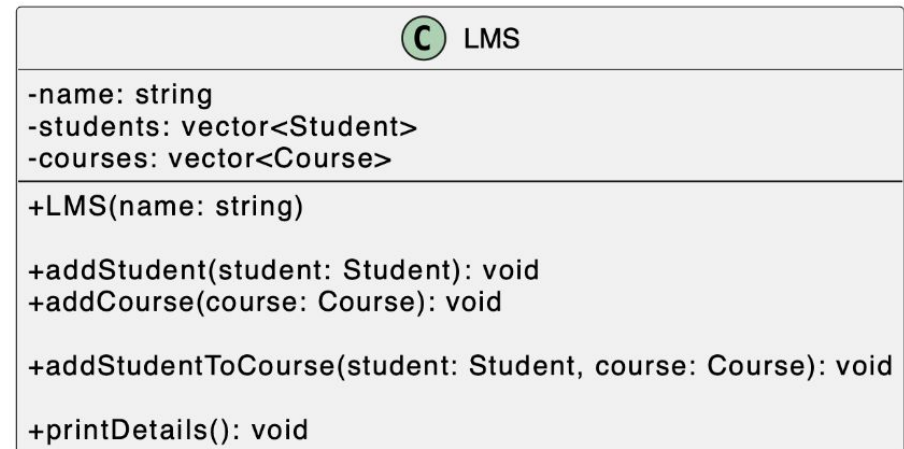 C LMS
-name: string
-students: vector<Student>
-courses: vector<Course>
+LMS(name: string)
+addStudent(student: Student): void
+addCourse(course: Course): void
+addStudentToCourse(student: Student, course: Course): void
+printDetails(): void